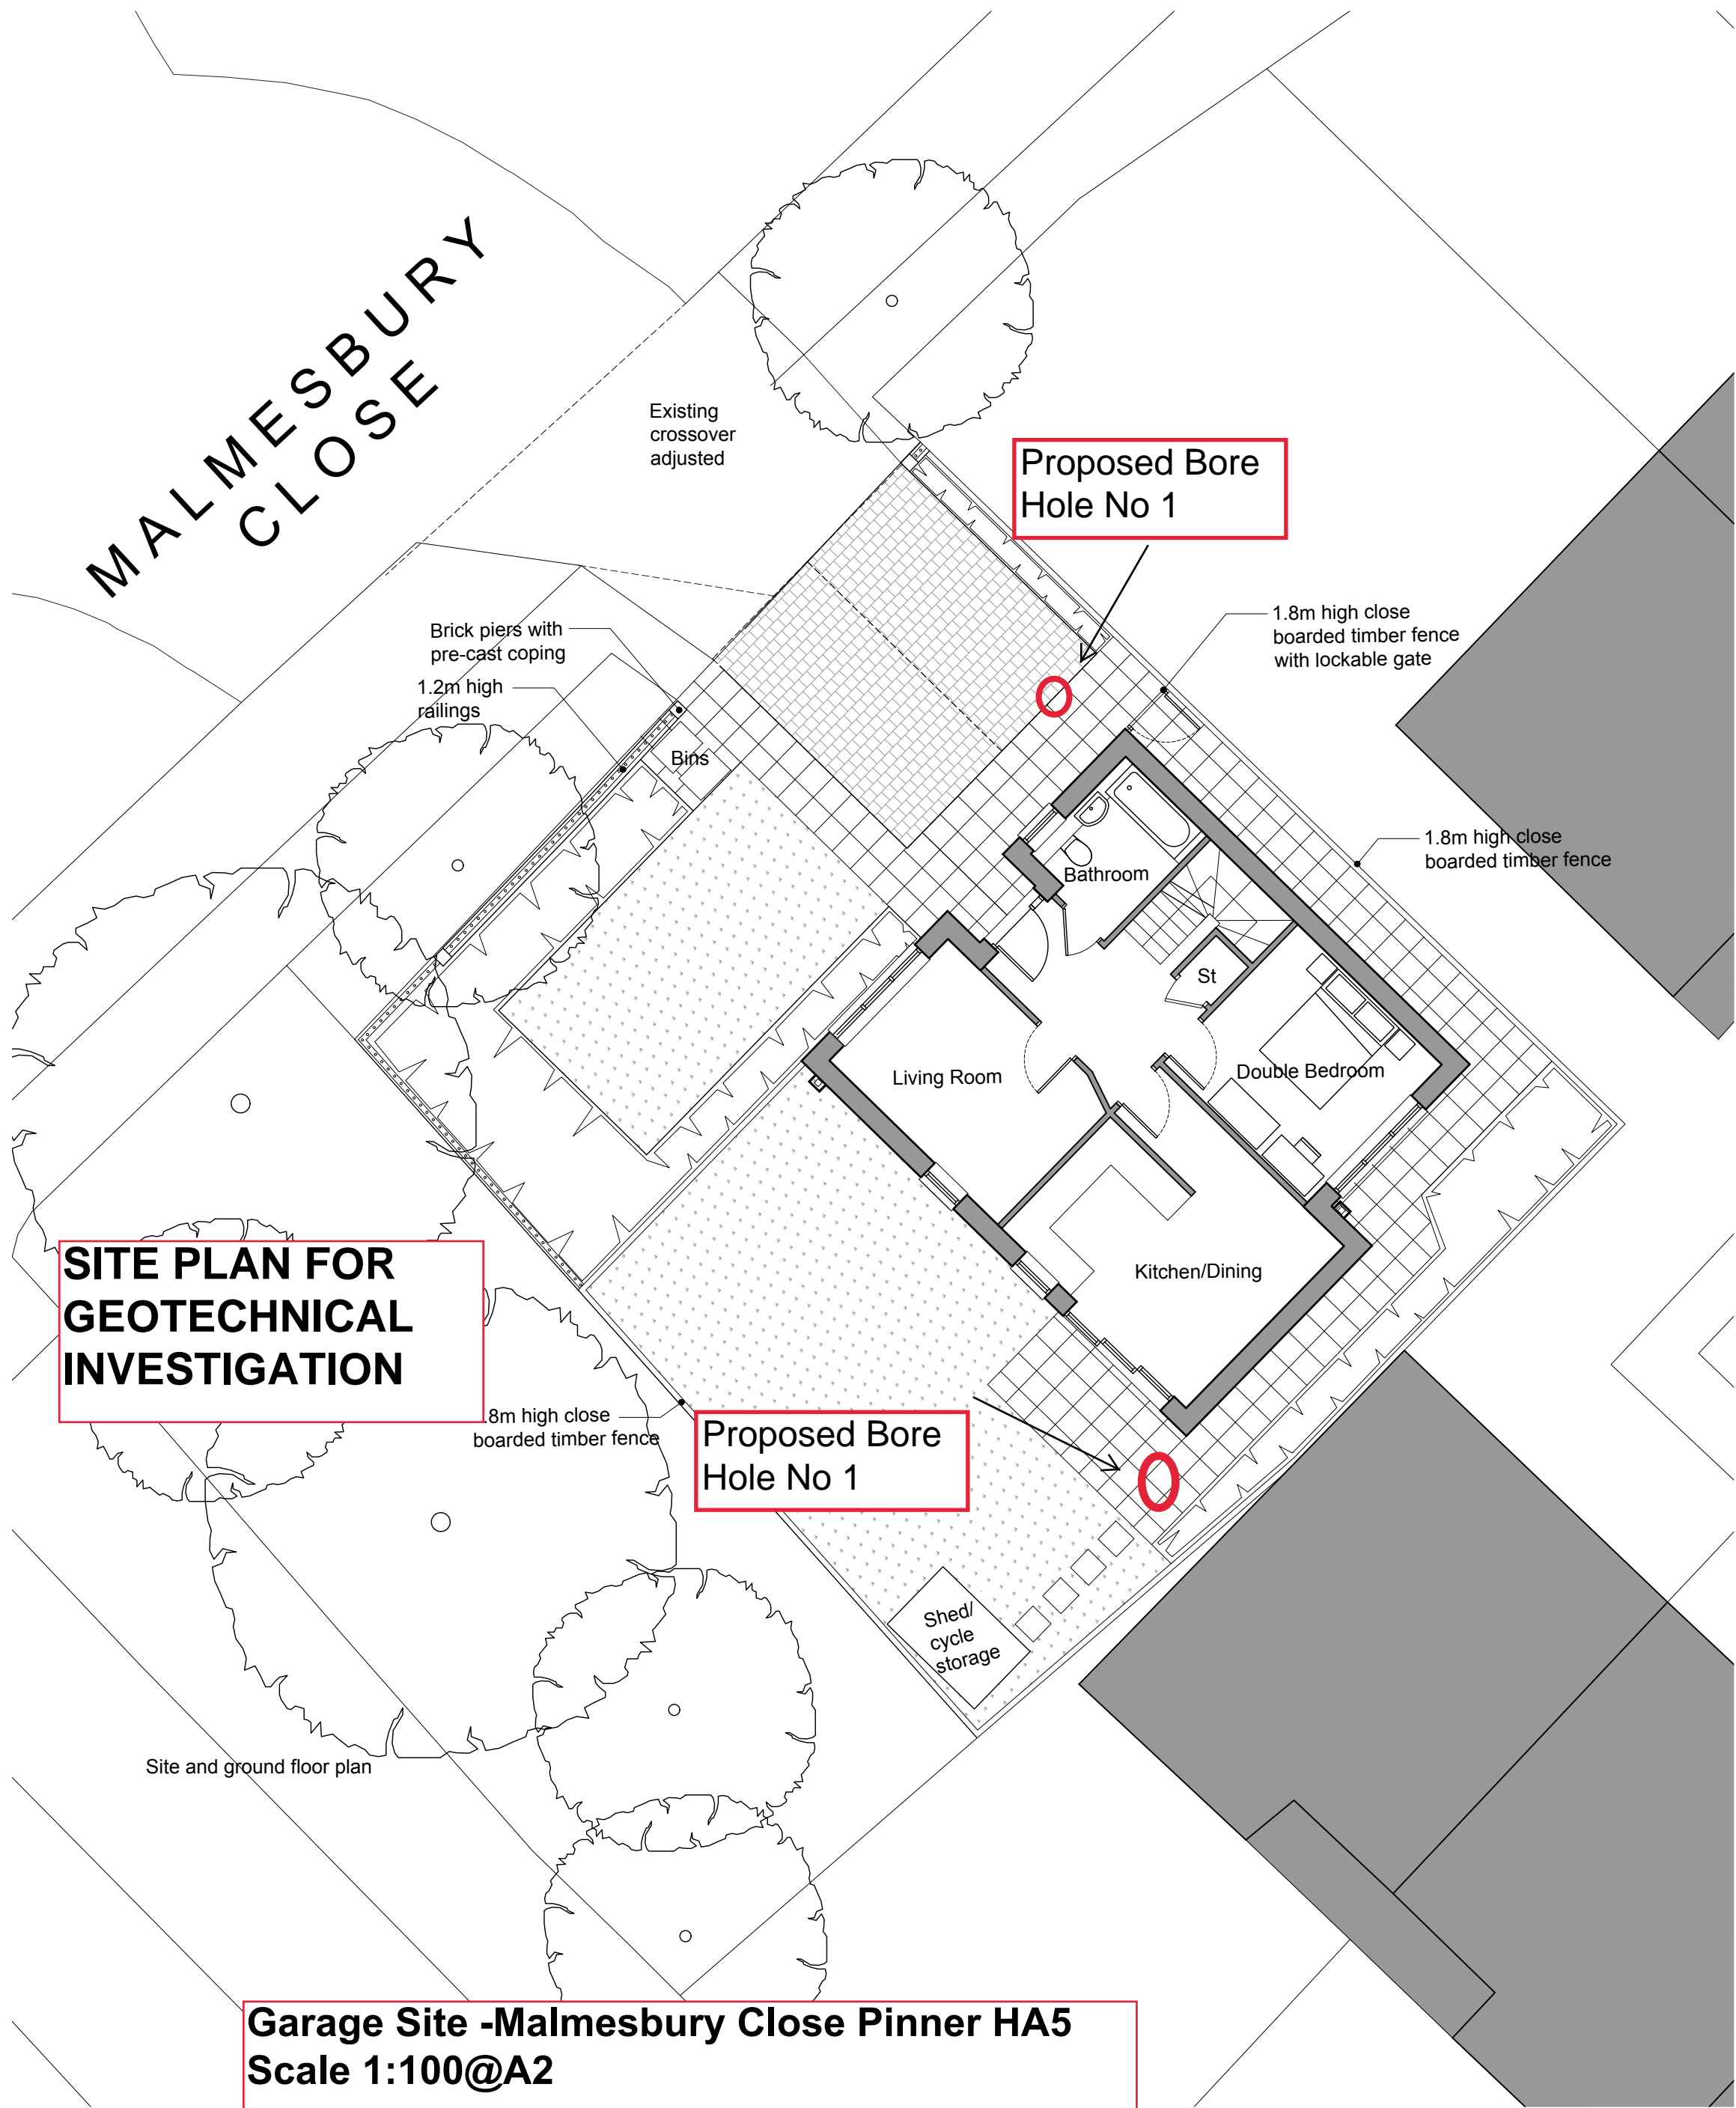 MALMESBURY
CLOSE
Existing
crossover
adjusted
Proposed Bore
Hole No 1
1.8m high close
boarded timber fence
with lockable gate
Brick piers with
pre-cast coping
1.2m high
railings
Bins
1.8m high close
boarded timber fence
Bathroom
St
Living Room
Double Bedroom
Kitchen/Dining
SITE PLAN FOR
GEOTECHNICAL
INVESTIGATION
.8m high close
boarded timber fence
Proposed Bore
Hole No 1
Shed/
cycle
storage
Site and ground floor plan
Garage Site -Malmesbury Close Pinner HA5
Scale 1:100@A2